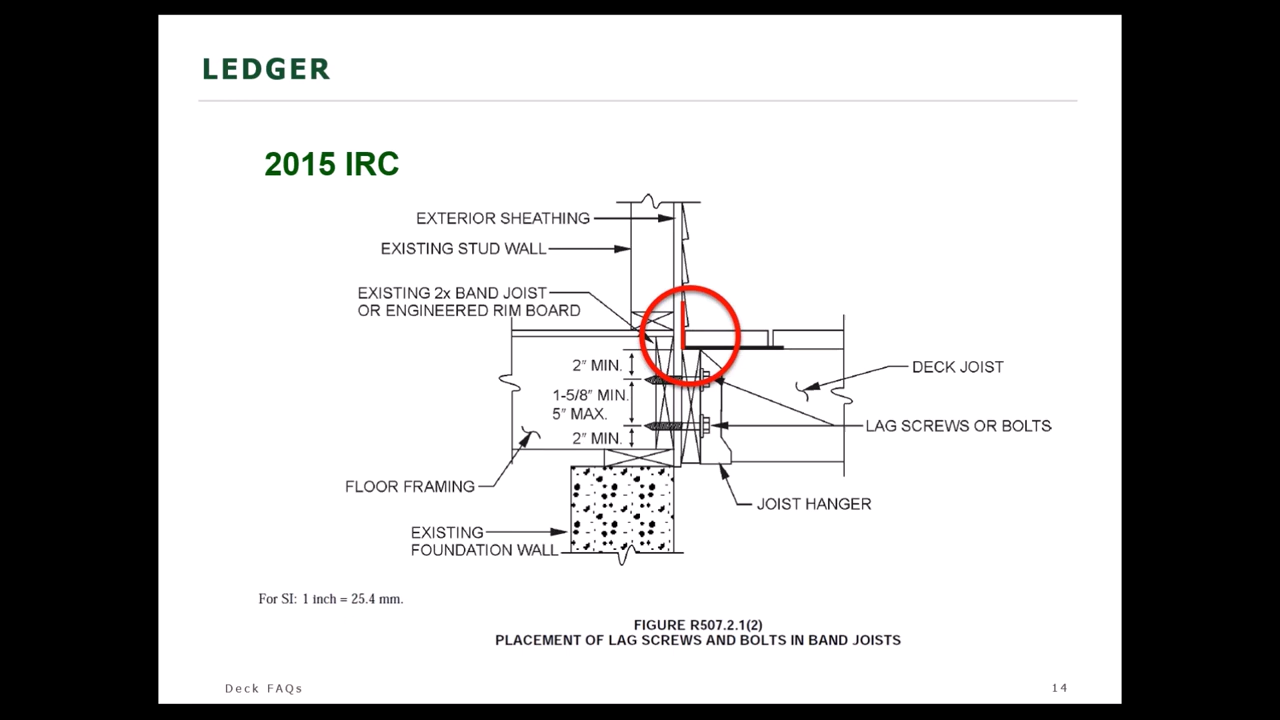 LEDGER
2015 IRC
EXTERIOR SHEATHING
EXISTING STUD WALL
EXISTING 2x BAND JOIST
OR ENGINEERED RIM BOARD
2" MIN.
1-5/8" MIN.
5" MAX.
2" MIN.
DECK JOIST
LAG SCREWS OR BOLTS
FLOOR FRAMING
JOIST HANGER
EXISTING
FOUNDATION WALL
For SI: 1 inch = 25.4 mm.
FIGURE R507.2.1(2)
PLACEMENT OF LAG SCREWS AND BOLTS IN BAND JOISTS
Deck FAQs
14